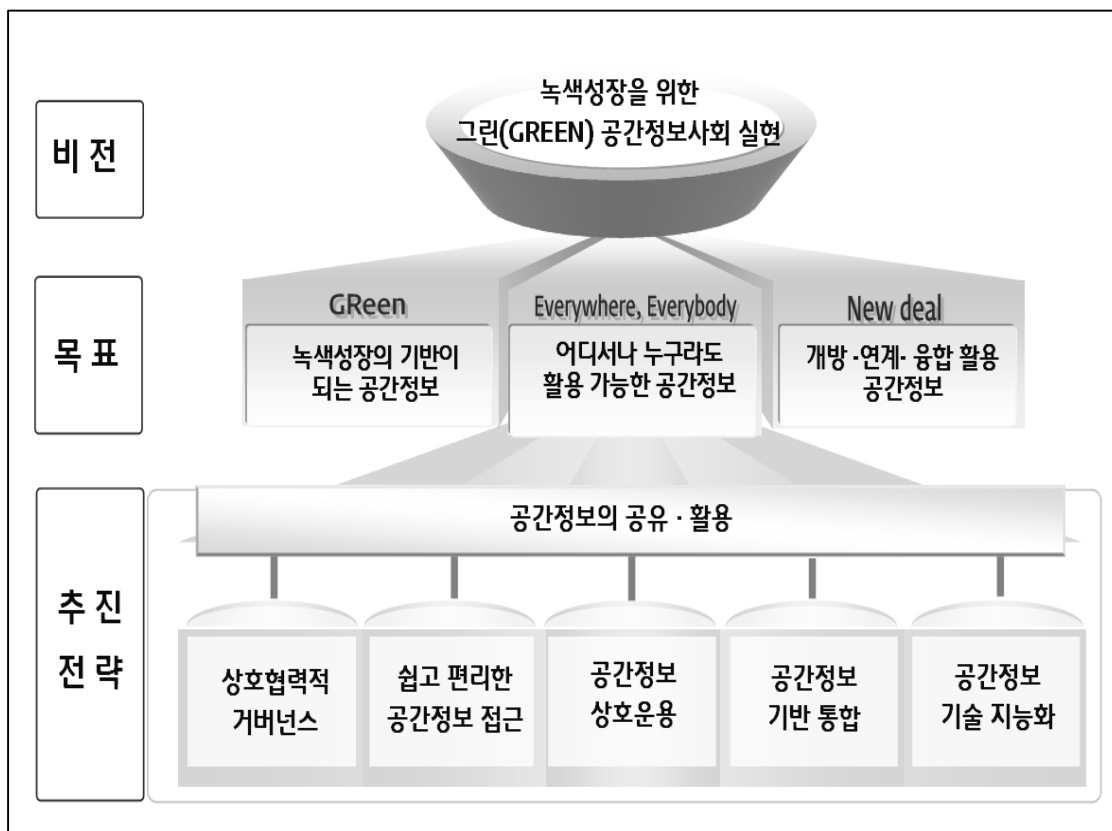 비 전
녹색성장을 위한
그린(GREEN) 공간정보사회 실현
목 표
GReen
녹색성장의 기반이
되는 공간정보
Everywhere, Everybody
어디서나 누구라도
활용 가능한 공간정보
New deal
개방 -연계- 융합 활용
공간정보
추 진
전 략
공간정보의 공유 · 활용
상호협력적
거버넌스
쉽고 편리한
공간정보 접근
공간정보
상호운용
공간정보
기반 통합
공간정보
기술 지능화